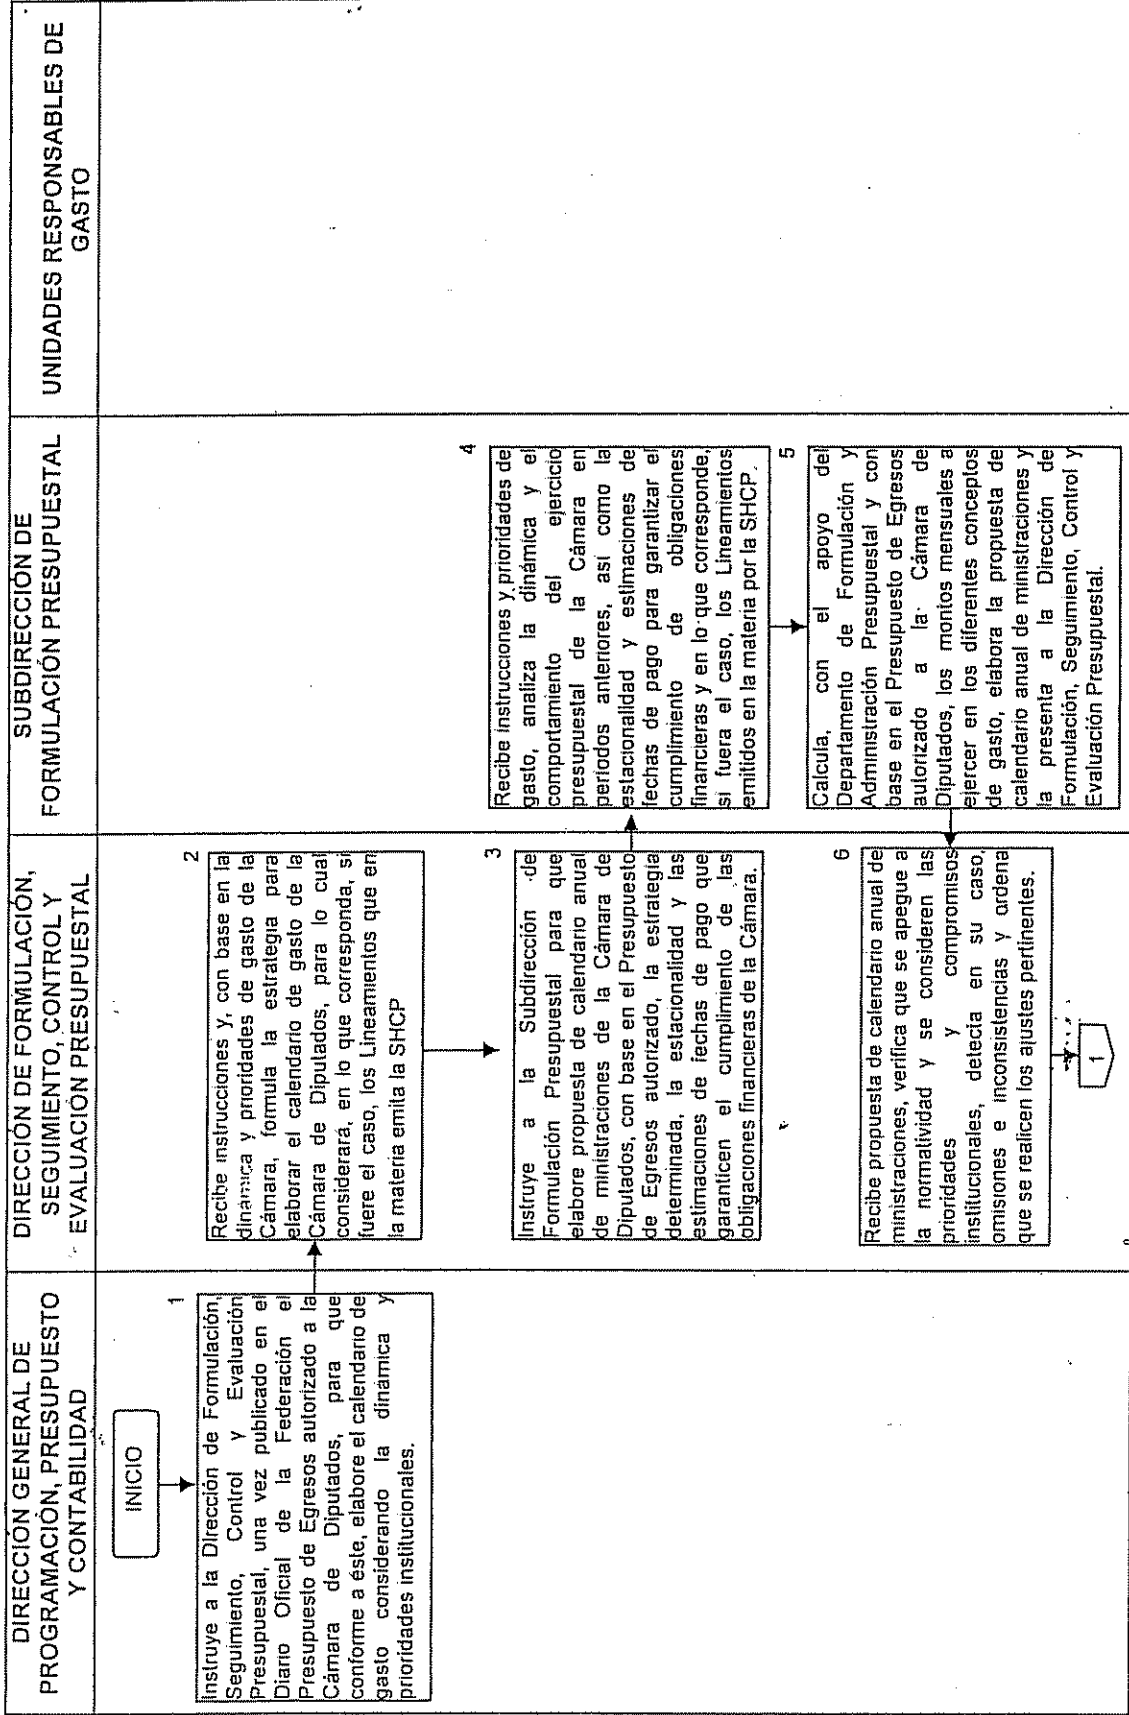 DIRECCIÓN GENERAL DE
PROGRAMACIÓN, PRESUPUESTO
Y CONTABILIDAD
DIRECCIÓN DE FORMULACIÓN,
SEGUIMIENTO, CONTROL Y
EVALUACIÓN PRESUPUESTAL
SUBDIRECCIÓN DE
FORMULACIÓN PRESUPUESTAL
UNIDADES RESPONSABLES DE
GASTO
INICIO
1
Instruye a la Dirección de Formulación,
Seguimiento, Control y Evaluación
Presupuestal, una vez publicado en el
Diario Oficial de la Federación el
Presupuesto de Egresos autorizado a la
Cámara de Diputados, para que
conforme a éste, elabore el calendario de
gasto considerando la dinámica y
prioridades institucionales.
2
Recibe instrucciones y, con base en la
dinámica y prioridades de gasto de la
Cámara, formula la estrategia para
elaborar el calendario de gasto de la
Cámara de Diputados, para lo cual
considerará, en lo que corresponda, si
fuere el caso, los Lineamientos que en
la materia emita la SHCP
3
Instruye a la Subdirección de
Formulación Presupuestal para que
elabore propuesta de calendario anual
de ministraciones de la Cámara de
Diputados, con base en el Presupuesto
de Egresos autorizado, la estrategia
determinada, la estacionalidad y las
estimaciones de fechas de pago que
garanticen el cumplimiento de las
obligaciones financieras de la Cámara.
4
Recibe instrucciones y prioridades de
gasto, analiza la dinámica y el
comportamiento del ejercicio
presupuestal de la Cámara en
periodos anteriores, así como la
estacionalidad y estimaciones de
fechas de pago para garantizar el
cumplimiento de obligaciones
financieras y en lo que corresponde,
si fuera el caso, los Lineamientos
emitidos en la materia por la SHCP.
5
Calcula, con el apoyo del
Departamento de Formulación y
Administración Presupuestal y con
base en el Presupuesto de Egresos
autorizado a la Cámara de
Diputados, los montos mensuales a
ejercer en los diferentes conceptos
de gasto, elabora la propuesta de
calendario anual de ministraciones y
la presenta a la Dirección de
Formulación, Seguimiento, Control y
Evaluación Presupuestal.
6
Recibe propuesta de calendario anual de
ministraciones, verifica que se apegue a
la normatividad y se consideren las
prioridades y compromisos
institucionales, detecta en su caso,
omisiones e inconsistencias y ordena
que se realicen los ajustes pertinentes.
1